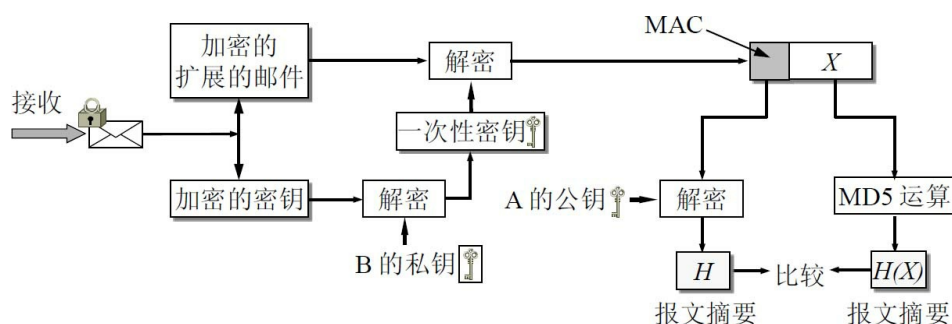 MAC
加密的
扩展的邮件
解密
X
接收
一次性密钥
加密的密钥
解密
A 的公钥
解密
MD5 运算
B 的私钥
H
比较
H(X)
报文摘要
报文摘要